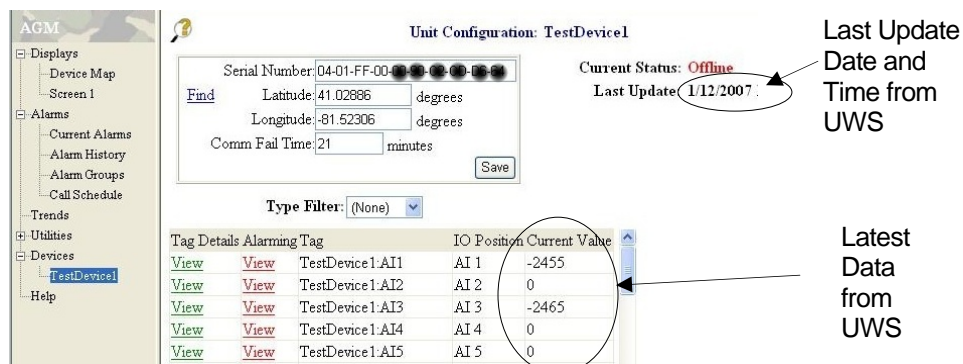 AGM
Displays
Device Map
Screen 1
Alarms
Current Alarms
Alarm History
Alarm Groups
Call Schedule
Trends
Utilities
Devices
TestDevice1
Help
Unit Configuration: TestDevice1
Serial Number: 04-01-FF-00-
Find Latitude: 41.02886 degrees
Longitude: -81.52306 degrees
Comm Fail Time: 21 minutes
Save
Current Status: Offline
Last Update: 1/12/2007
Type Filter: (None)
Tag Details Alarming Tag IO Position Current Value
View View TestDevice1:AI1 AI 1 -2455
View View TestDevice1:AI2 AI 2 0
View View TestDevice1:AI3 AI 3 -2465
View View TestDevice1:AI4 AI 4 0
View View TestDevice1:AI5 AI 5 0
Last Update
Date and
Time from
UWS
Latest
Data
from
UWS